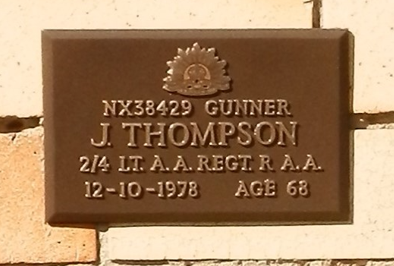 NX38429 GUNNER
J. THOMPSON
2/4 LT. A.A. REGT. R A.A.
12-10-1978 AGE 68